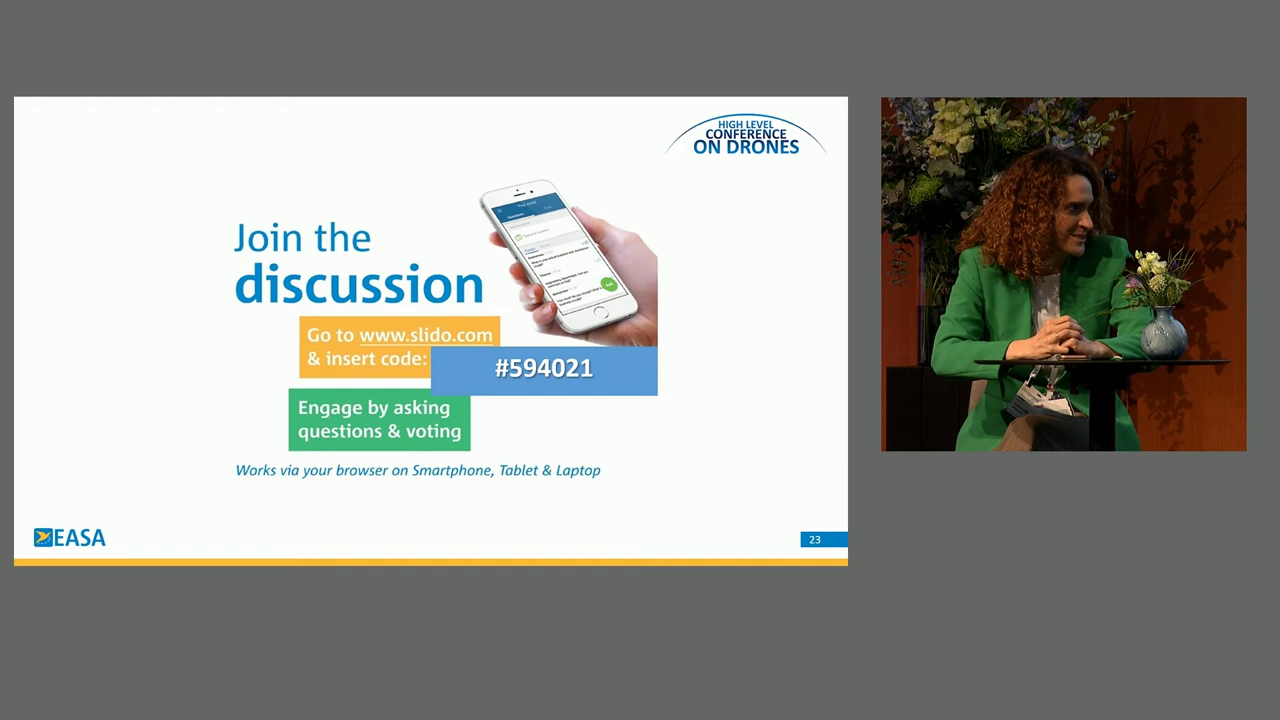 HIGH LEVEL
CONFERENCE
ON DRONES
Join the
discussion
Go to www.slido.com
& insert code:
#594021
Engage by asking
questions & voting
Works via your browser on Smartphone, Tablet & Laptop
EASA
23